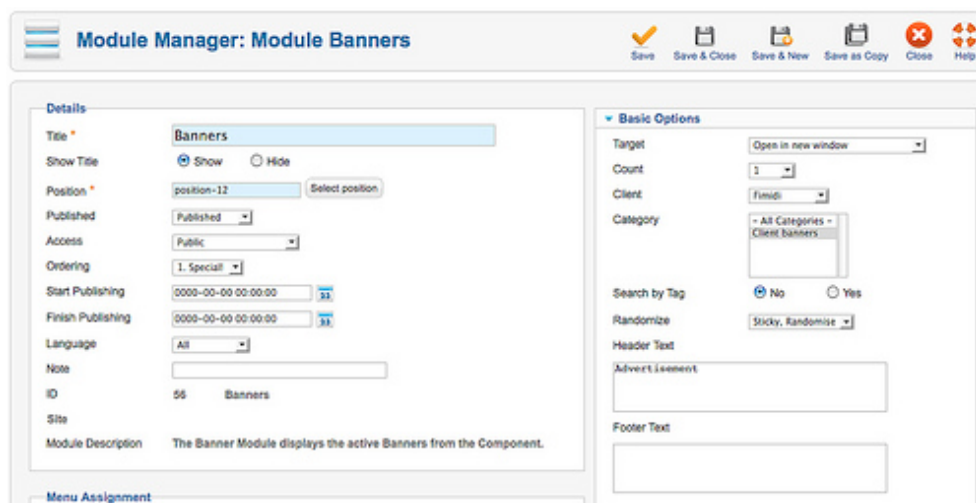 Module Manager: Module Banners
Save
Save & Close
Save & New
Save as Copy
Close
Help
Details
Title * Banners
Show Title Show Hide
Position * position-12 Select position
Published Published
Access Public
Ordering 1. Speciall
Start Publishing 0000-00-00 00:00:00 23
Finish Publishing 0000-00-00 00:00:00 23
Language All
Note
ID 56 Banners
Site
Module Description The Banner Module displays the active Banners from the Component.
Menu Assignment
Basic Options
Target Open in new window
Count 1
Client Fimidi
Category - All Categories -
Client banners
Search by Tag No Yes
Randomize Sticky, Randomise
Header Text
Advertisement
Footer Text